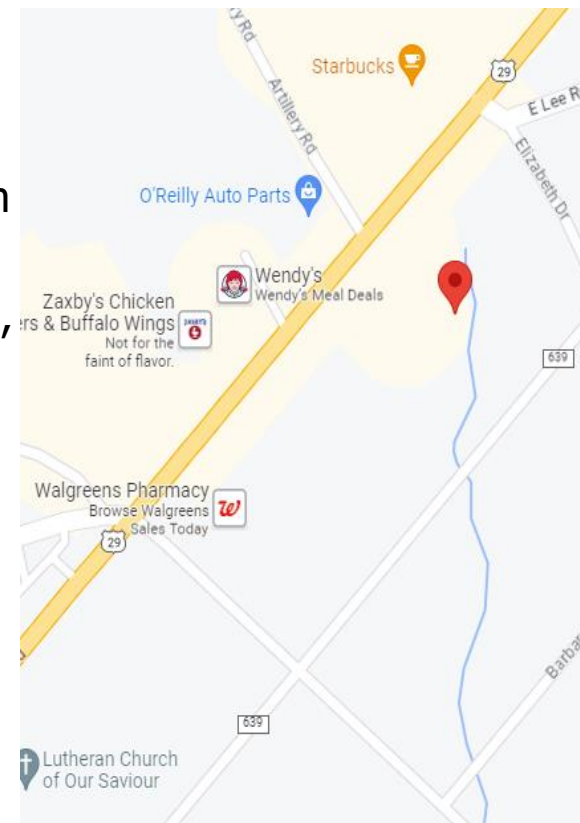 Starbucks
29
E Lee R
Artillery Rd
Elizabeth Dr
n
O'Reilly Auto Parts
Wendy's
Wendy's Meal Deals
Zaxby's Chicken
ers & Buffalo Wings
Not for the
faint of flavor.
,
639
Walgreens Pharmacy
Browse Walgreens
Sales Today
29
Barba
639
Lutheran Church
of Our Saviour